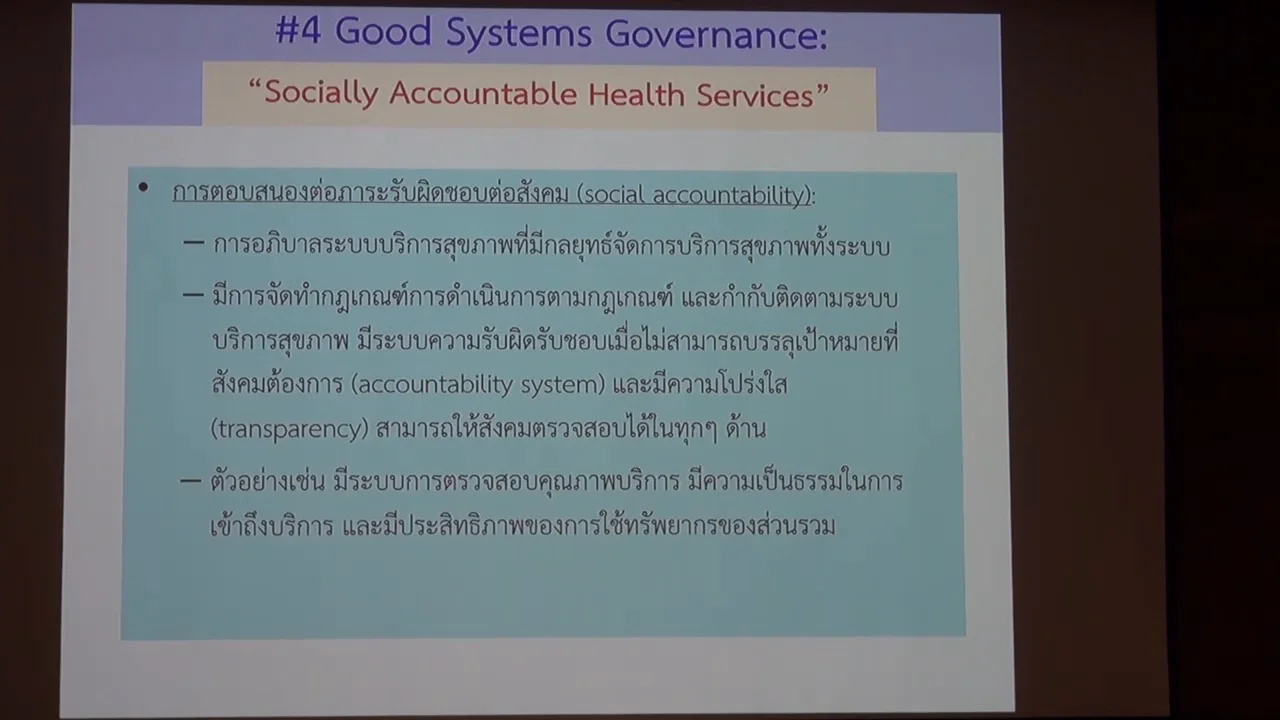 #4 Good Systems Governance:
“Socially Accountable Health Services”
• การตอบสนองต่อภาระรับผิดชอบต่อสังคม (social accountability):
– การอภิบาลระบบบริการสุขภาพที่มีกลยุทธ์จัดการบริการสุขภาพทั้งระบบ
– มีการจัดทำกฎเกณฑ์การดำเนินการตามกฎเกณฑ์ และกำกับติดตามระบบ
บริการสุขภาพ มีระบบความรับผิดรับชอบเมื่อไม่สามารถบรรลุเป้าหมายที่
สังคมต้องการ (accountability system) และมีความโปร่งใส
(transparency) สามารถให้สังคมตรวจสอบได้ในทุกๆ ด้าน
– ตัวอย่างเช่น มีระบบการตรวจสอบคุณภาพบริการ มีความเป็นธรรมในการ
เข้าถึงบริการ และมีประสิทธิภาพของการใช้ทรัพยากรของส่วนรวม